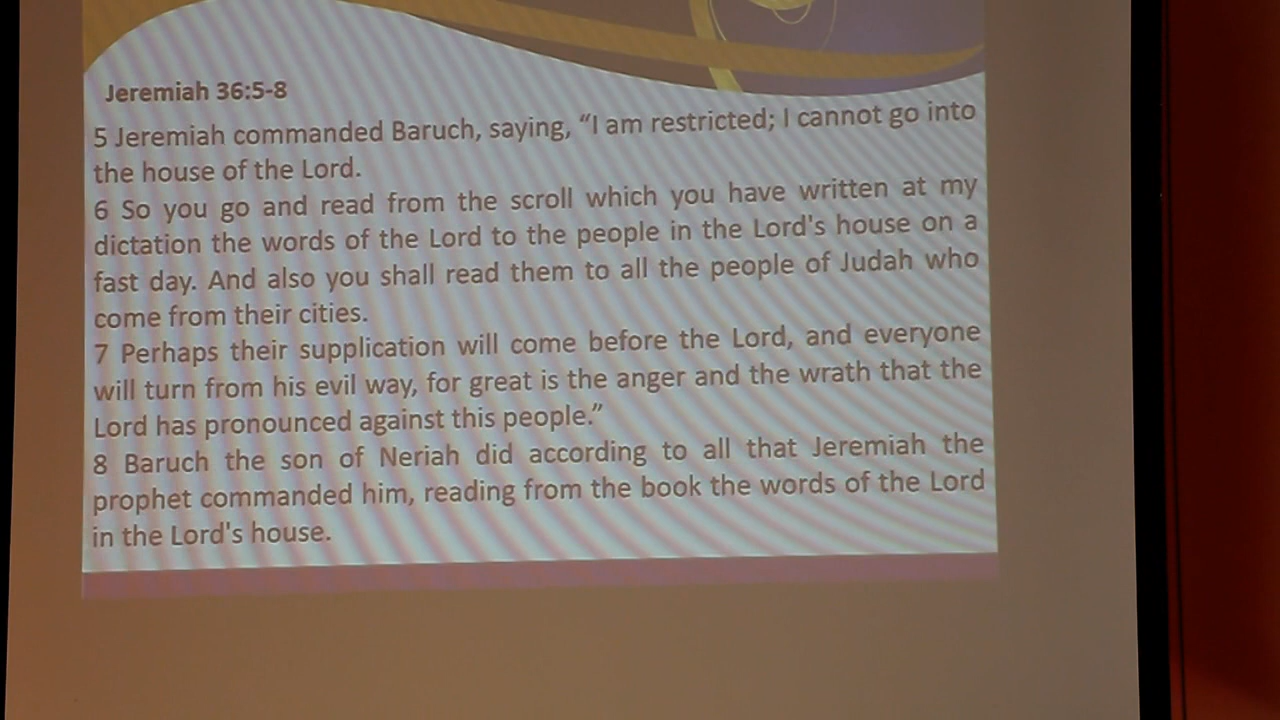 Jeremiah 36:5-8
5 Jeremiah commanded Baruch, saying, “I am restricted; I cannot go into
the house of the Lord.
6 So you go and read from the scroll which you have written at my
dictation the words of the Lord to the people in the Lord's house on a
fast day. And also you shall read them to all the people of Judah who
come from their cities.
7 Perhaps their supplication will come before the Lord, and everyone
will turn from his evil way, for great is the anger and the wrath that the
Lord has pronounced against this people.”
8 Baruch the son of Neriah did according to all that Jeremiah the
prophet commanded him, reading from the book the words of the Lord
in the Lord's house.